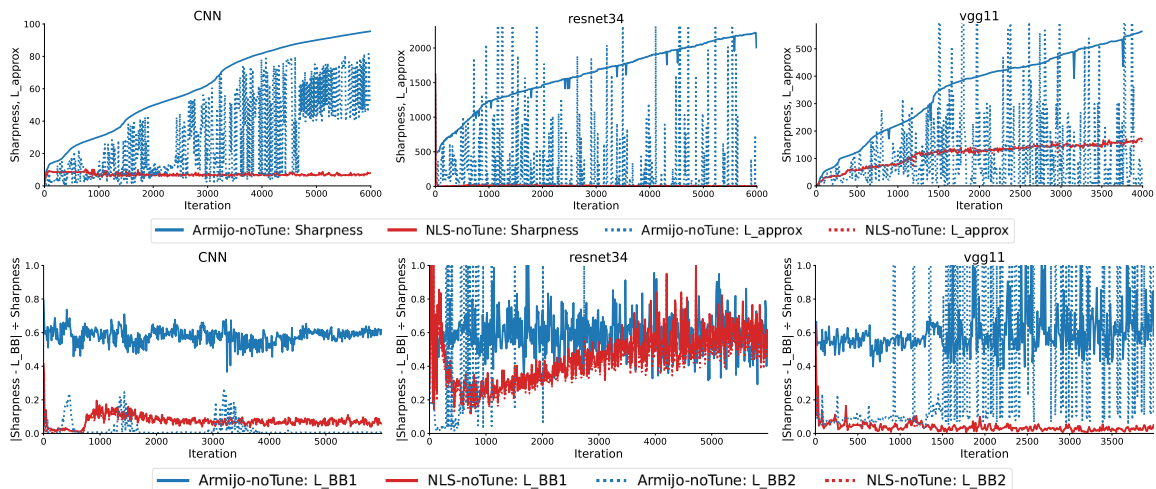 CNN
resnet34
vgg11
Sharpness, L_approx
100
80
60
40
20
0
0 1000 2000 3000 4000 5000 6000
Iteration
Sharpness, L_approx
2000
1500
1000
500
0
0 1000 2000 3000 4000 5000 6000
Iteration
Sharpness, L_approx
500
400
300
200
100
0
0 500 1000 1500 2000 2500 3000 3500 4000
Iteration
Armijo-noTune: Sharpness NLS-noTune: Sharpness Armijo-noTune: L_approx NLS-noTune: L_approx
CNN
resnet34
vgg11
|Sharpness - L_BB| ÷ Sharpness
1.0
0.8
0.6
0.4
0.2
0.0
0 1000 2000 3000 4000 5000
Iteration
|Sharpness - L_BB| ÷ Sharpness
1.0
0.8
0.6
0.4
0.2
0.0
0 1000 2000 3000 4000 5000
Iteration
|Sharpness - L_BB| ÷ Sharpness
1.0
0.8
0.6
0.4
0.2
0.0
0 500 1000 1500 2000 2500 3000 3500
Iteration
Armijo-noTune: L_BB1 NLS-noTune: L_BB1 Armijo-noTune: L_BB2 NLS-noTune: L_BB2